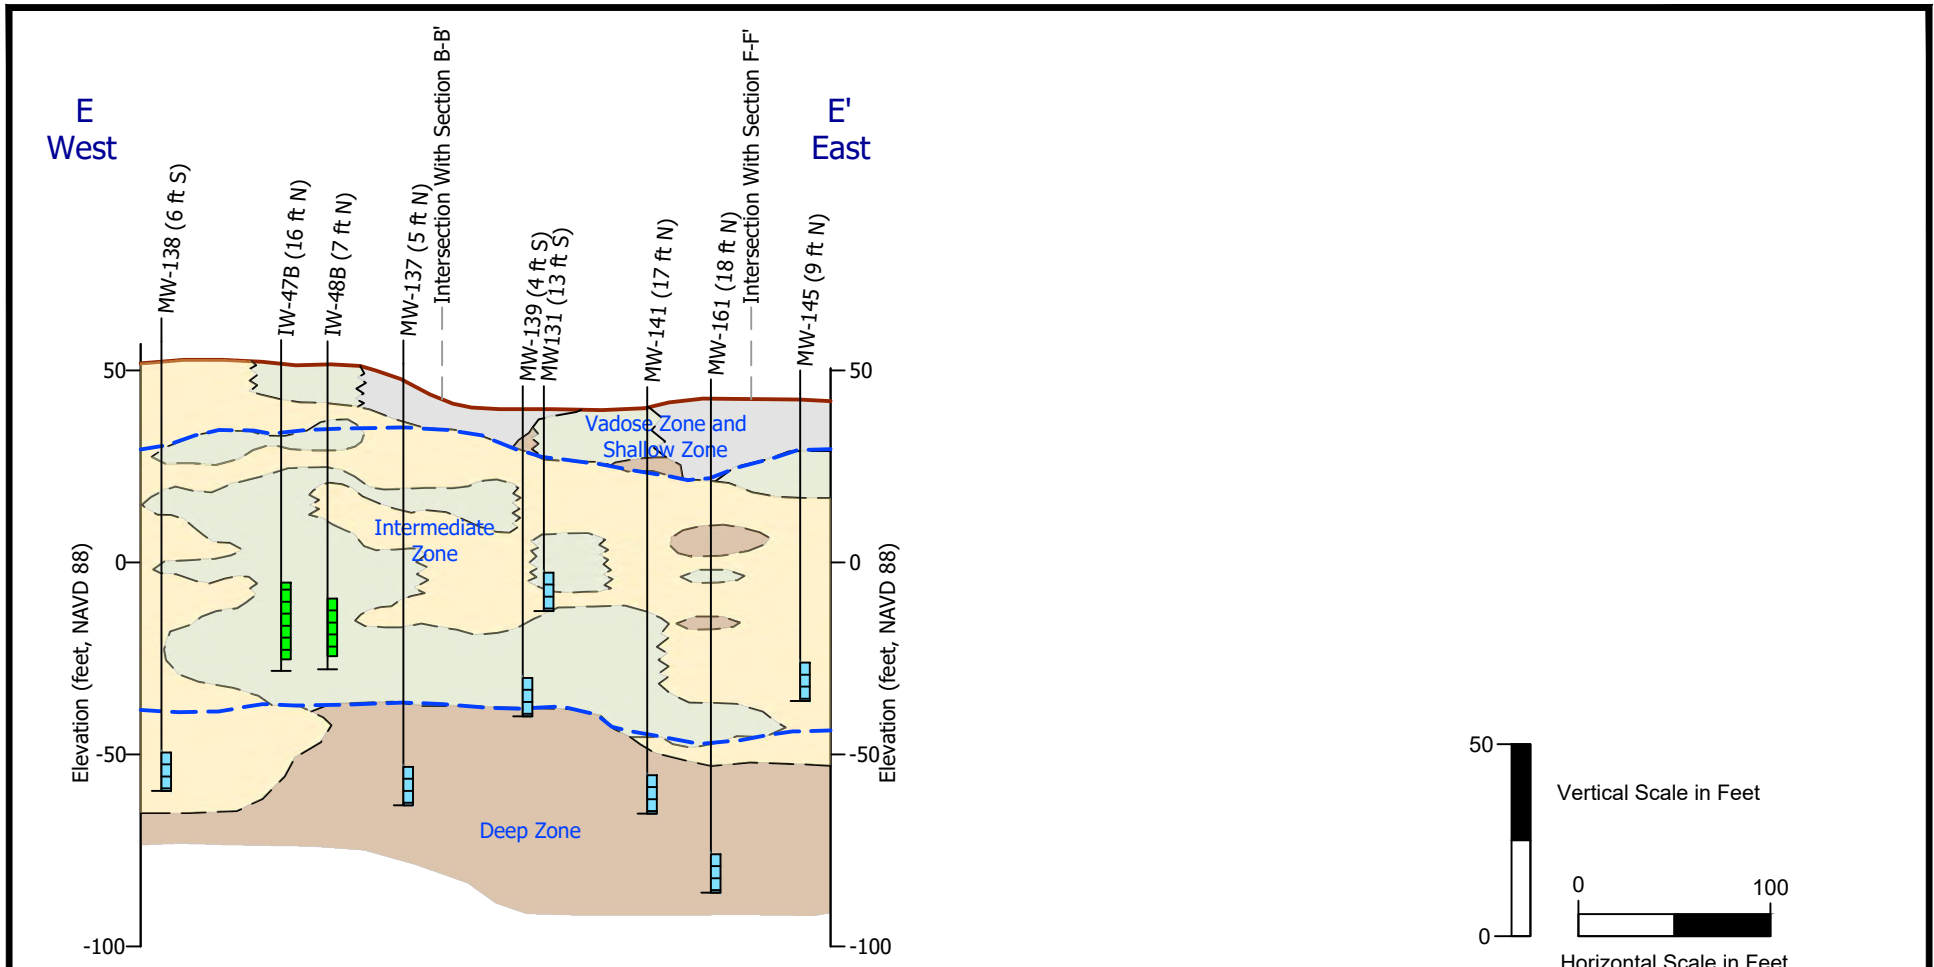 E
West
E'
East
MW-138 (6 ft S)
IW-47B (16 ft N)
IW-48B (7 ft N)
MW-137 (5 ft N)
Intersection With Section B-B'
MW-139 (4 ft S)
MW131 (13 ft S)
MW-141 (17 ft N)
MW-161 (18 ft N)
Intersection With Section F-F'
MW-145 (9 ft N)
50
0
-50
-100
Elevation (feet, NAVD 88)
Vadose Zone and
Shallow Zone
Intermediate
Zone
Deep Zone
50
0
-50
-100
Elevation (feet, NAVD 88)
50
0
Vertical Scale in Feet
0
100
Horizontal Scale in Feet